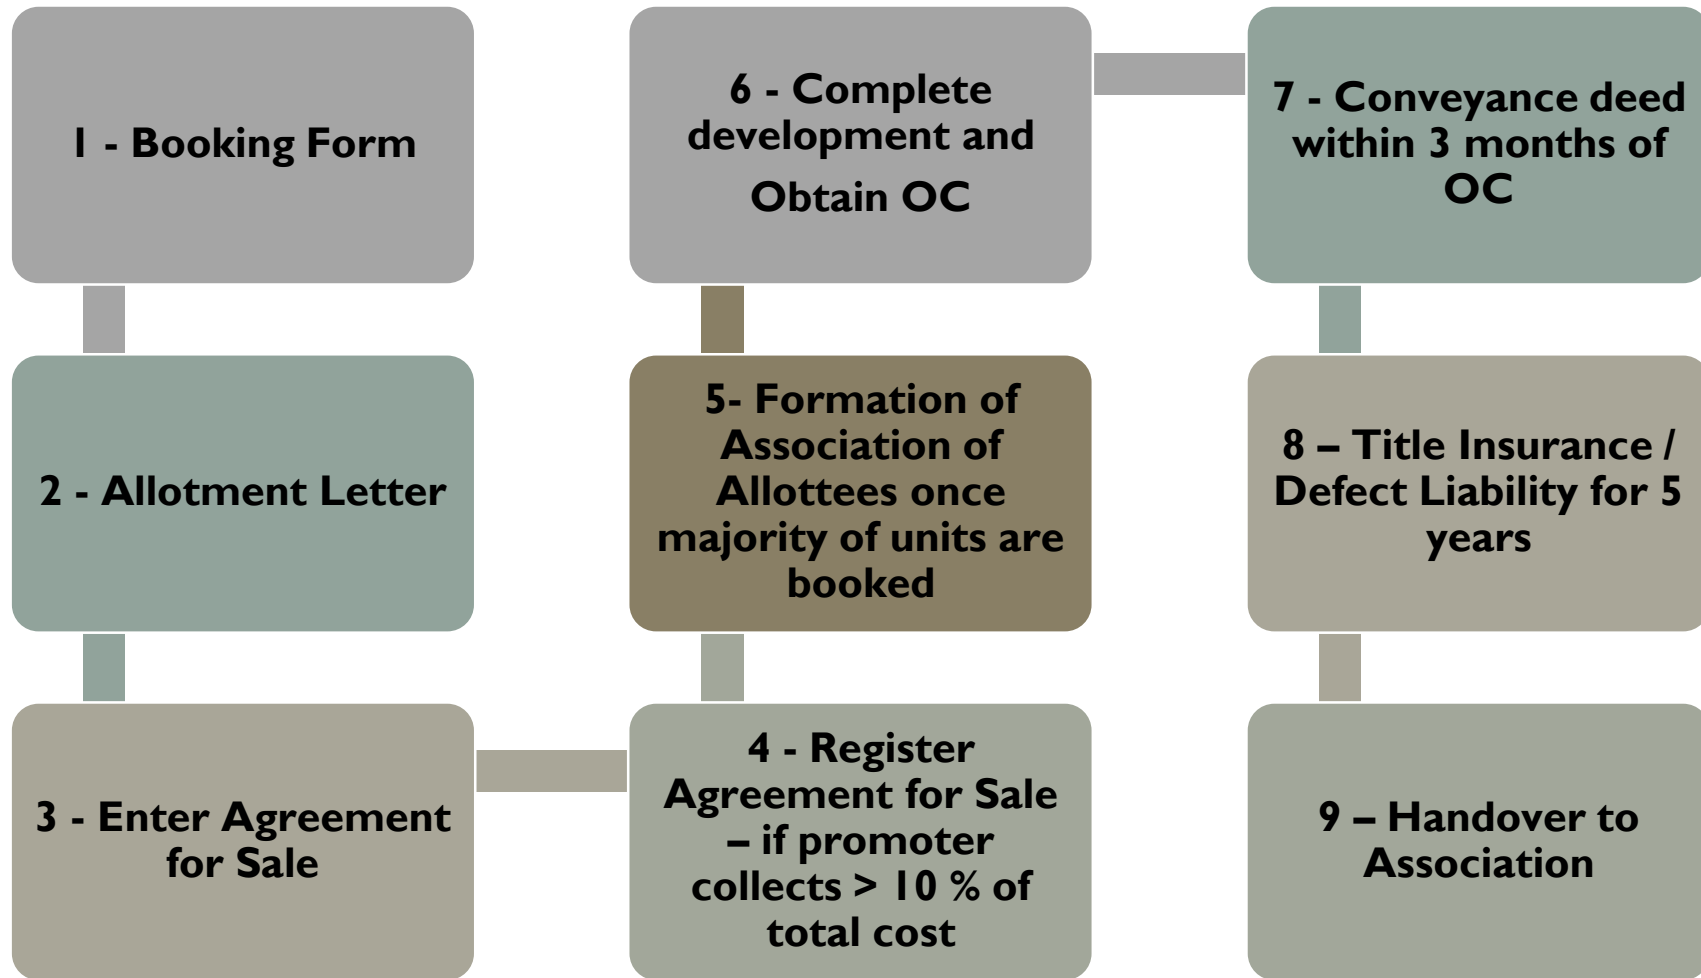 1 - Booking Form
2 - Allotment Letter
3 - Enter Agreement
for Sale
4 - Register
Agreement for Sale
– if promoter
collects > 10 % of
total cost
5- Formation of
Association of
Allottees once
majority of units are
booked
6 - Complete
development and
Obtain OC
7 - Conveyance deed
within 3 months of
OC
8 – Title Insurance /
Defect Liability for 5
years
9 – Handover to
Association